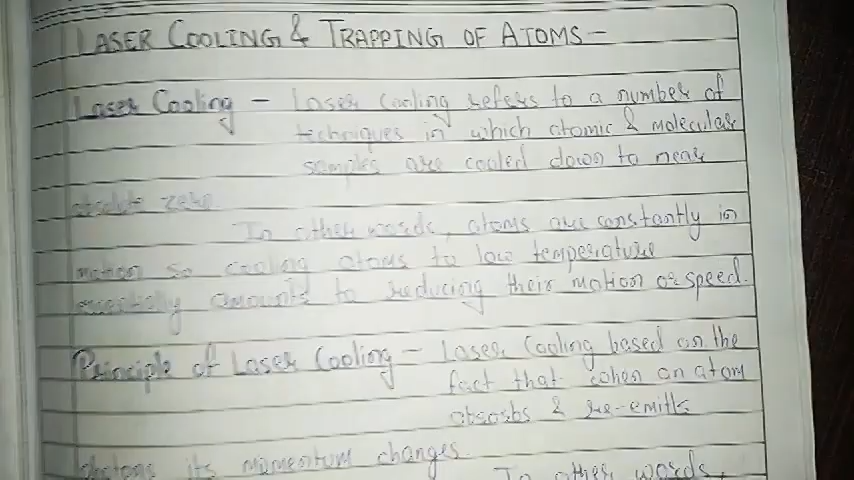 LASER COOLING & TRAPPING OF ATOMS -
Laser Cooling - Laser Cooling refers to a number of
techniques in which atomic & molecular
samples are cooled down to near
absolute zero
In other words, atoms are constantly in
motion so cooling atoms to low temperature
essentially amounts to reducing their motion or speed.
Principle of Laser Cooling - Laser Cooling based on the
fact that when an atom
absorbs & re-emitts
photons its momentum changes.
In other words,